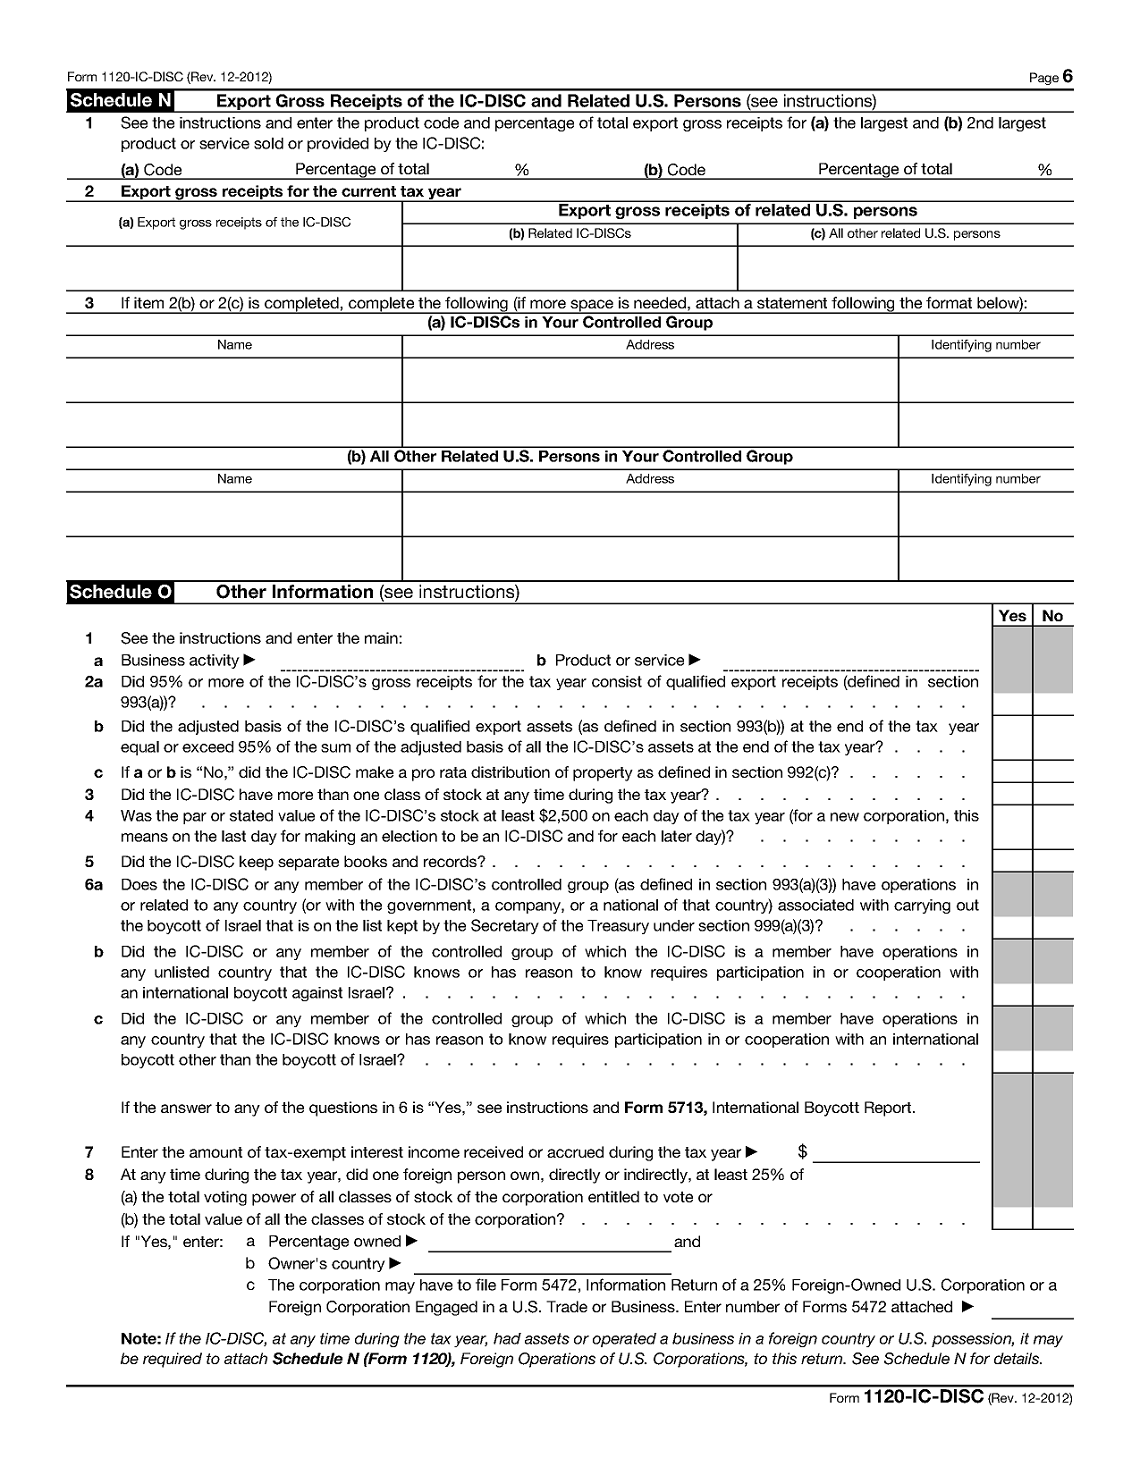 Form 1120-IC-DISC (Rev. 12-2012) Page 6
Schedule N Export Gross Receipts of the IC-DISC and Related U.S. Persons (see instructions)
1 See the instructions and enter the product code and percentage of total export gross receipts for (a) the largest and (b) 2nd largest
product or service sold or provided by the IC-DISC:
(a) Code Percentage of total % (b) Code Percentage of total %
2 Export gross receipts for the current tax year
(a) Export gross receipts of the IC-DISC
Export gross receipts of related U.S. persons
(b) Related IC-DISCs (c) All other related U.S. persons
3 If item 2(b) or 2(c) is completed, complete the following (if more space is needed, attach a statement following the format below):
(a) IC-DISCs in Your Controlled Group
Name Address Identifying number
(b) All Other Related U.S. Persons in Your Controlled Group
Name Address Identifying number
Schedule O Other Information (see instructions)
Yes No
1 See the instructions and enter the main:
a Business activity ▶ b Product or service ▶
2a Did 95% or more of the IC-DISC's gross receipts for the tax year consist of qualified export receipts (defined in section
993(a))? . . . . . . . . . . . . . . . . . . . . . . . . . .
b Did the adjusted basis of the IC-DISC's qualified export assets (as defined in section 993(b)) at the end of the tax year
equal or exceed 95% of the sum of the adjusted basis of all the IC-DISC's assets at the end of the tax year? . . . .
c If a or b is “No,” did the IC-DISC make a pro rata distribution of property as defined in section 992(c)? . . . . . .
3 Did the IC-DISC have more than one class of stock at any time during the tax year? . . . . . . . . . . . .
4 Was the par or stated value of the IC-DISC's stock at least $2,500 on each day of the tax year (for a new corporation, this
means on the last day for making an election to be an IC-DISC and for each later day)? . . . . . . . . . .
5 Did the IC-DISC keep separate books and records? . . . . . . . . . . . . . . . . . . . . . .
6a Does the IC-DISC or any member of the IC-DISC's controlled group (as defined in section 993(a)(3)) have operations in
or related to any country (or with the government, a company, or a national of that country) associated with carrying out
the boycott of Israel that is on the list kept by the Secretary of the Treasury under section 999(a)(3)? . . . . . .
b Did the IC-DISC or any member of the controlled group of which the IC-DISC is a member have operations in
any unlisted country that the IC-DISC knows or has reason to know requires participation in or cooperation with
an international boycott against Israel? . . . . . . . . . . . . . . . . . . . . . . . . . .
c Did the IC-DISC or any member of the controlled group of which the IC-DISC is a member have operations in
any country that the IC-DISC knows or has reason to know requires participation in or cooperation with an international
boycott other than the boycott of Israel? . . . . . . . . . . . . . . . . . . . . . . . . .
If the answer to any of the questions in 6 is “Yes,” see instructions and Form 5713, International Boycott Report.
7 Enter the amount of tax-exempt interest income received or accrued during the tax year ▶ $
8 At any time during the tax year, did one foreign person own, directly or indirectly, at least 25% of
(a) the total voting power of all classes of stock of the corporation entitled to vote or
(b) the total value of all the classes of stock of the corporation? . . . . . . . . . . . . . . . . . .
If "Yes," enter: a Percentage owned ▶ and
b Owner's country ▶
c The corporation may have to file Form 5472, Information Return of a 25% Foreign-Owned U.S. Corporation or a
Foreign Corporation Engaged in a U.S. Trade or Business. Enter number of Forms 5472 attached ▶
Note: If the IC-DISC, at any time during the tax year, had assets or operated a business in a foreign country or U.S. possession, it may
be required to attach Schedule N (Form 1120), Foreign Operations of U.S. Corporations, to this return. See Schedule N for details.
Form 1120-IC-DISC (Rev. 12-2012)